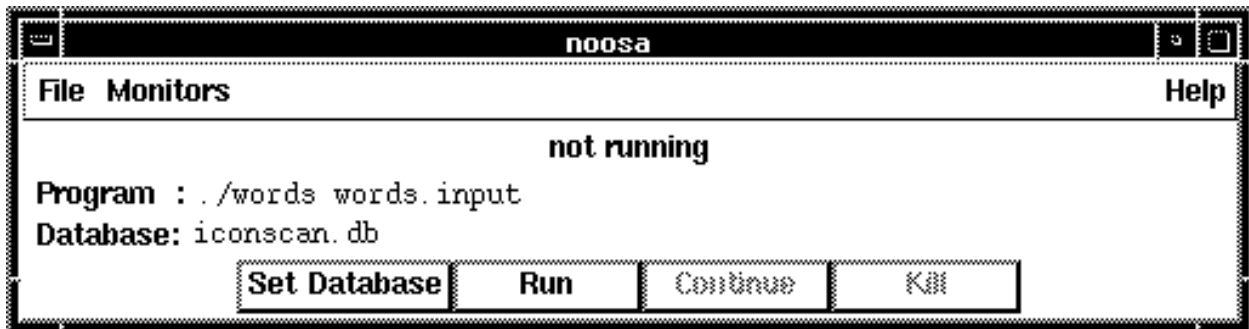 noosa
File Monitors Help
not running
Program : ./words words.input
Database: iconscan.db
Set Database Run Continue Kill